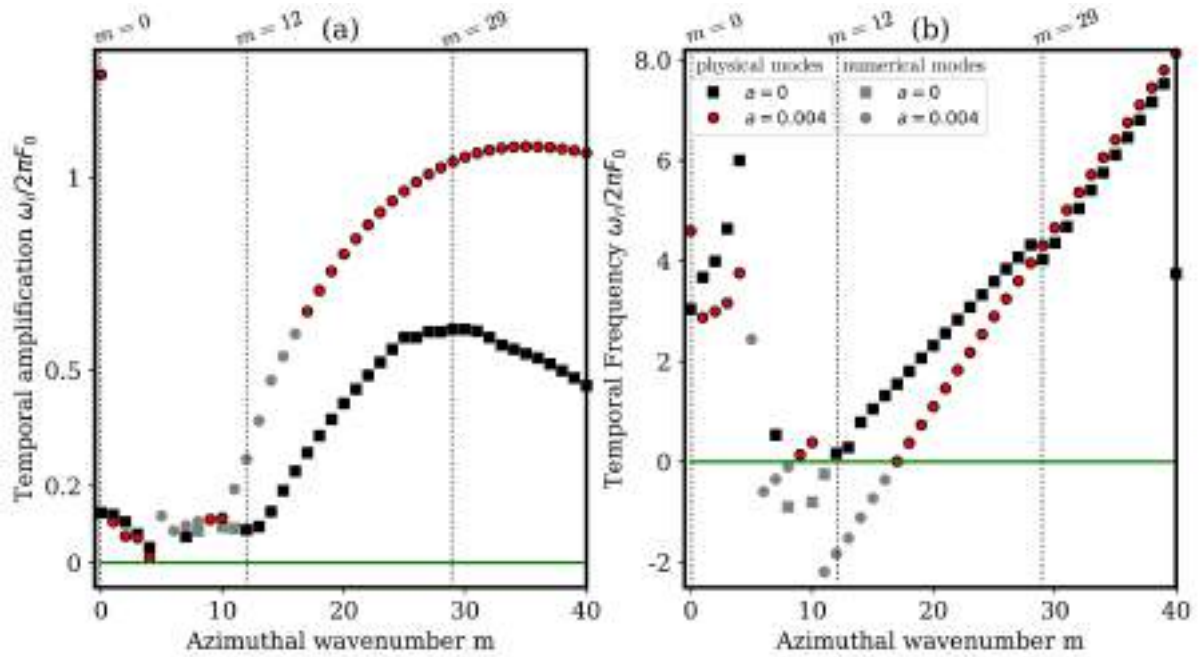 m = 0
m = 12
(a)
m = 29
Temporal amplification ωᵢ/2πF₀
1
0.5
0.2
0
0
10
20
30
40
Azimuthal wavenumber m
m = 0
m = 12
(b)
m = 29
Temporal Frequency ωᵣ/2πF₀
8.0
6
4
2
0
-2
physical modes
numerical modes
a = 0
a = 0
a = 0.004
a = 0.004
0
10
20
30
40
Azimuthal wavenumber m